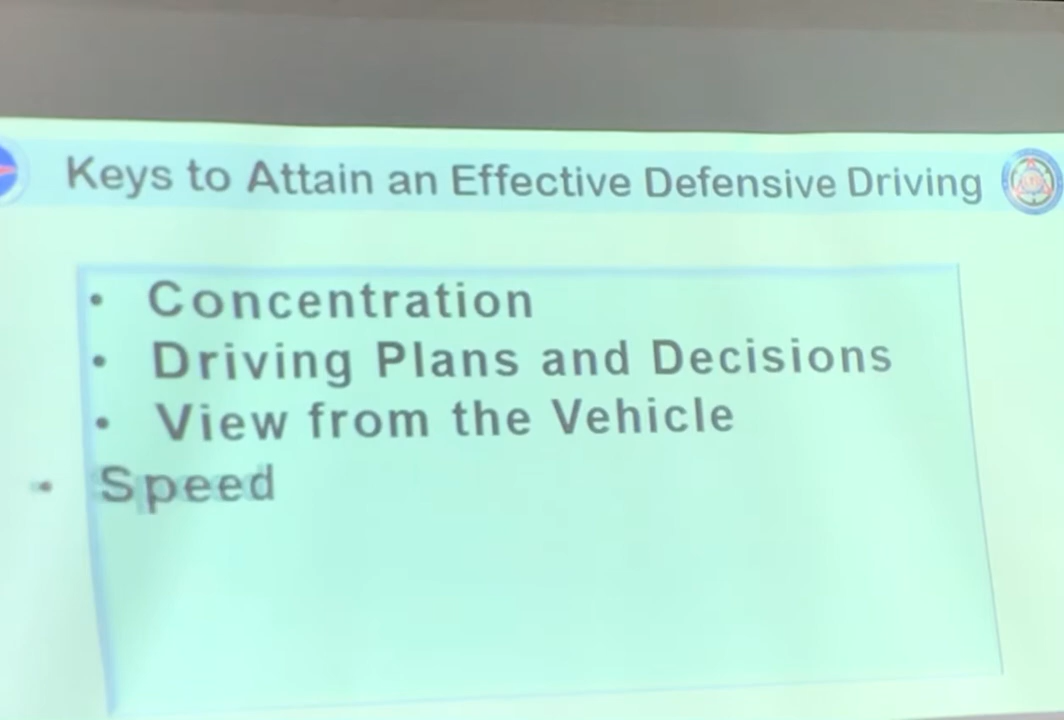 Keys to Attain an Effective Defensive Driving
• Concentration
• Driving Plans and Decisions
• View from the Vehicle
• Speed